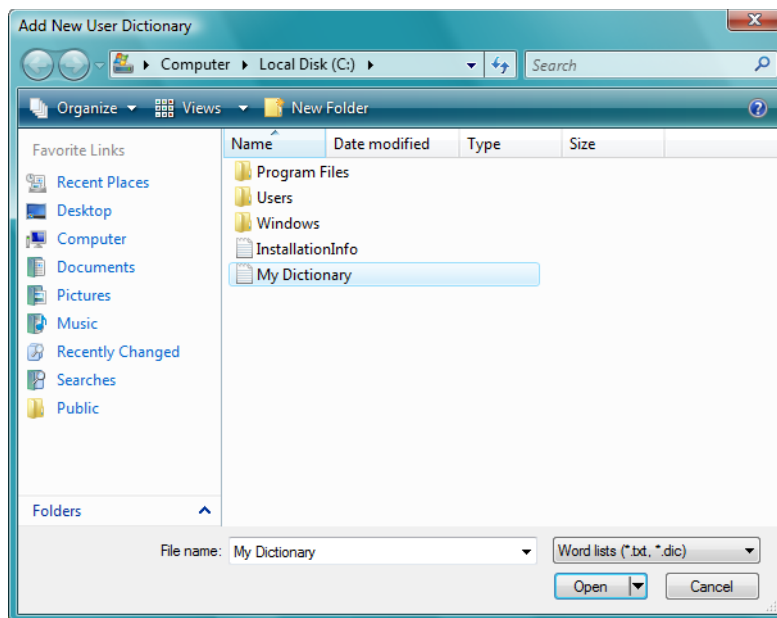 Add New User Dictionary
Computer Local Disk (C:) Search
Organize Views New Folder
Favorite Links
Recent Places
Desktop
Computer
Documents
Pictures
Music
Recently Changed
Searches
Public
Folders
Name Date modified Type Size
Program Files
Users
Windows
InstallationInfo
My Dictionary
File name: My Dictionary Word lists (*.txt, *.dic)
Open Cancel